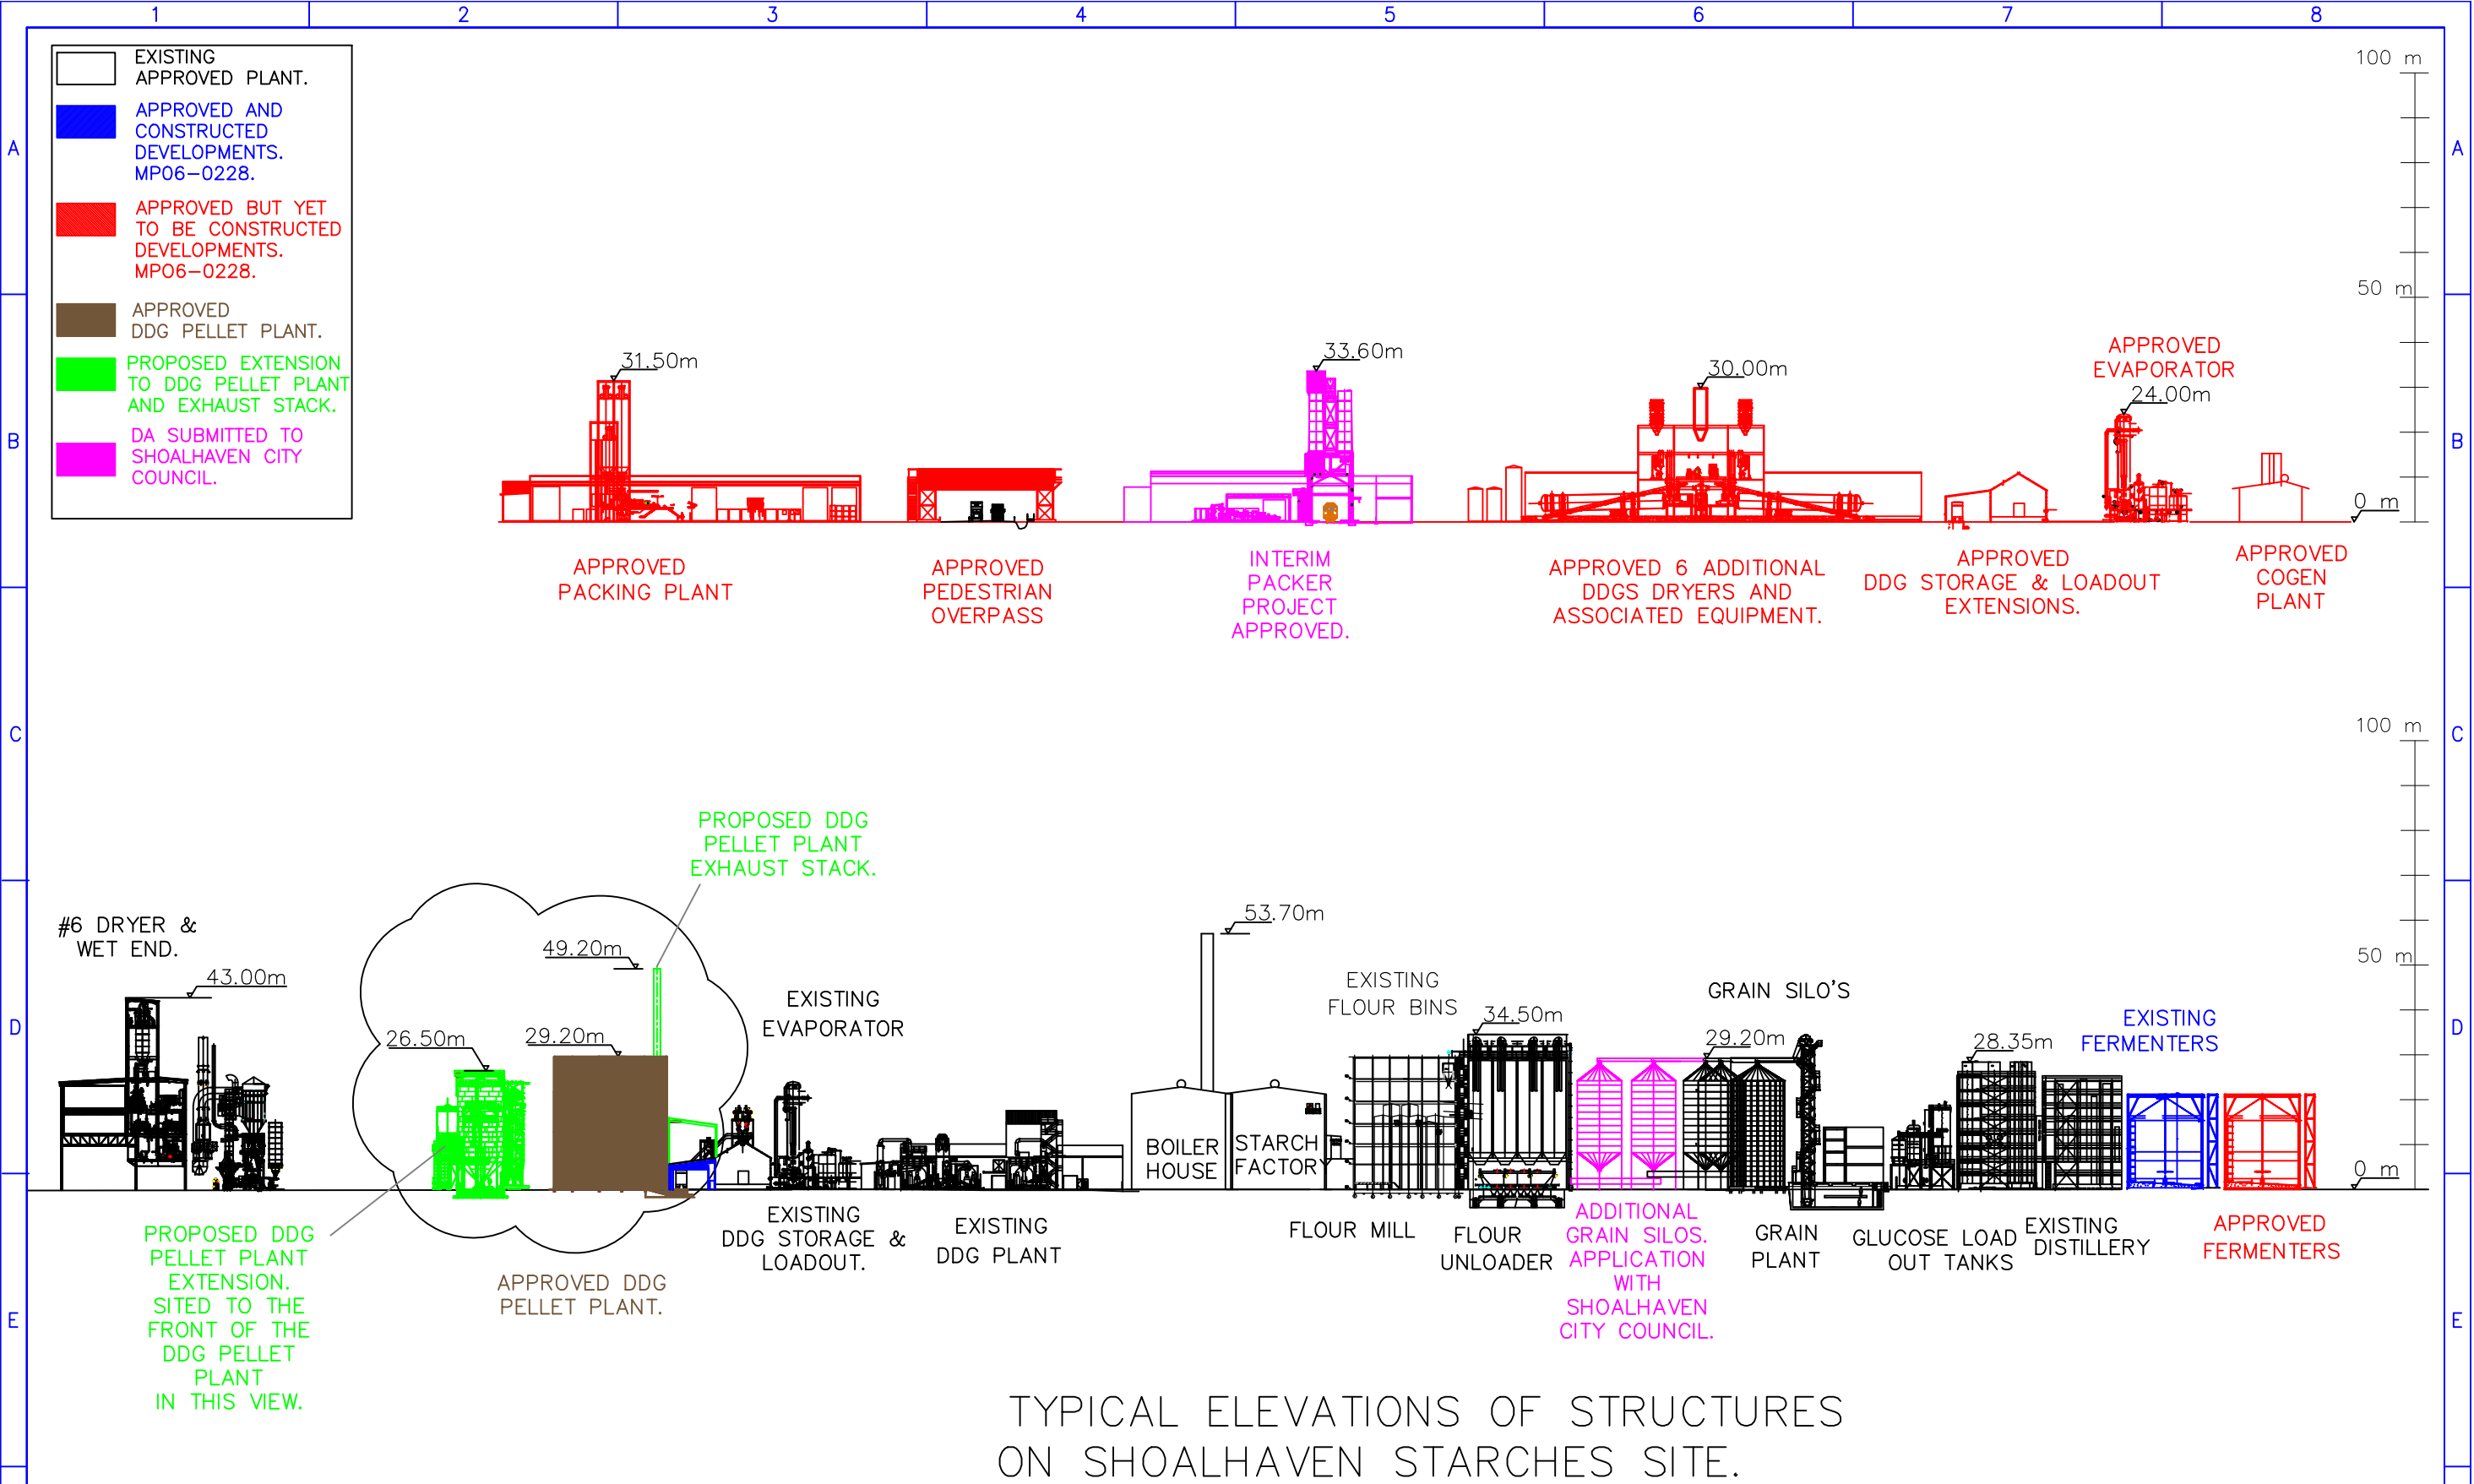 1 2 3 4 5 6 7 8
EXISTING
APPROVED PLANT.
APPROVED AND
CONSTRUCTED
DEVELOPMENTS.
MP06-0228.
APPROVED BUT YET
TO BE CONSTRUCTED
DEVELOPMENTS.
MP06-0228.
APPROVED
DDG PELLET PLANT.
PROPOSED EXTENSION
TO DDG PELLET PLANT
AND EXHAUST STACK.
DA SUBMITTED TO
SHOALHAVEN CITY
COUNCIL.
A
A
B
B
C
C
D
D
E
E
100 m
50 m
0 m
31.50m
33.60m
30.00m
APPROVED
EVAPORATOR
24.00m
APPROVED
PACKING PLANT
APPROVED
PEDESTRIAN
OVERPASS
INTERIM
PACKER
PROJECT
APPROVED.
APPROVED 6 ADDITIONAL
DDGS DRYERS AND
ASSOCIATED EQUIPMENT.
APPROVED
DDG STORAGE & LOADOUT
EXTENSIONS.
APPROVED
COGEN
PLANT
100 m
50 m
0 m
#6 DRYER &
WET END.
43.00m
PROPOSED DDG
PELLET PLANT
EXHAUST STACK.
49.20m
26.50m
29.20m
EXISTING
EVAPORATOR
53.70m
EXISTING
FLOUR BINS
34.50m
GRAIN SILO'S
29.20m
28.35m
EXISTING
FERMENTERS
BOILER
HOUSE
STARCH
FACTORY
PROPOSED DDG
PELLET PLANT
EXTENSION.
SITED TO THE
FRONT OF THE
DDG PELLET
PLANT
IN THIS VIEW.
APPROVED DDG
PELLET PLANT.
EXISTING
DDG STORAGE &
LOADOUT.
EXISTING
DDG PLANT
FLOUR MILL
FLOUR
UNLOADER
ADDITIONAL
GRAIN SILOS.
APPLICATION
WITH
SHOALHAVEN
CITY COUNCIL.
GRAIN
PLANT
GLUCOSE LOAD
OUT TANKS
EXISTING
DISTILLERY
APPROVED
FERMENTERS
TYPICAL ELEVATIONS OF STRUCTURES
ON SHOALHAVEN STARCHES SITE.